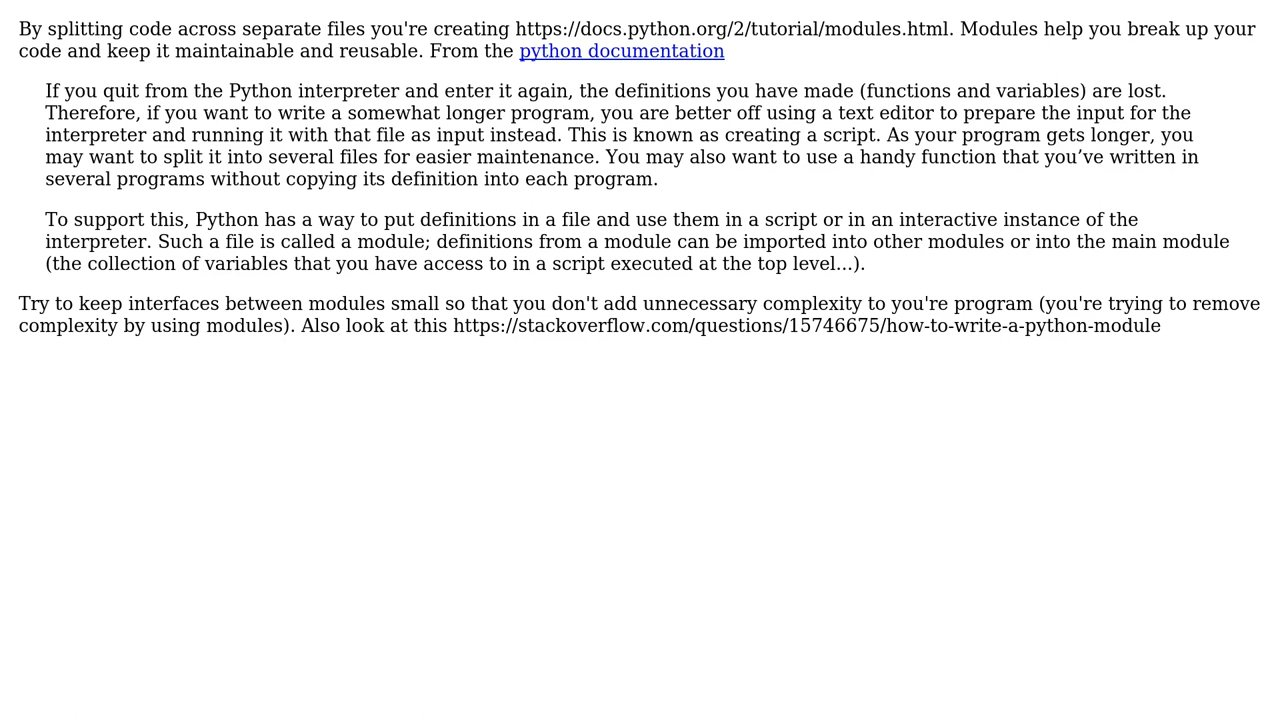 By splitting code across separate files you're creating https://docs.python.org/2/tutorial/modules.html. Modules help you break up your
code and keep it maintainable and reusable. From the python documentation
If you quit from the Python interpreter and enter it again, the definitions you have made (functions and variables) are lost.
Therefore, if you want to write a somewhat longer program, you are better off using a text editor to prepare the input for the
interpreter and running it with that file as input instead. This is known as creating a script. As your program gets longer, you
may want to split it into several files for easier maintenance. You may also want to use a handy function that you’ve written in
several programs without copying its definition into each program.
To support this, Python has a way to put definitions in a file and use them in a script or in an interactive instance of the
interpreter. Such a file is called a module; definitions from a module can be imported into other modules or into the main module
(the collection of variables that you have access to in a script executed at the top level...).
Try to keep interfaces between modules small so that you don't add unnecessary complexity to you're program (you're trying to remove
complexity by using modules). Also look at this https://stackoverflow.com/questions/15746675/how-to-write-a-python-module